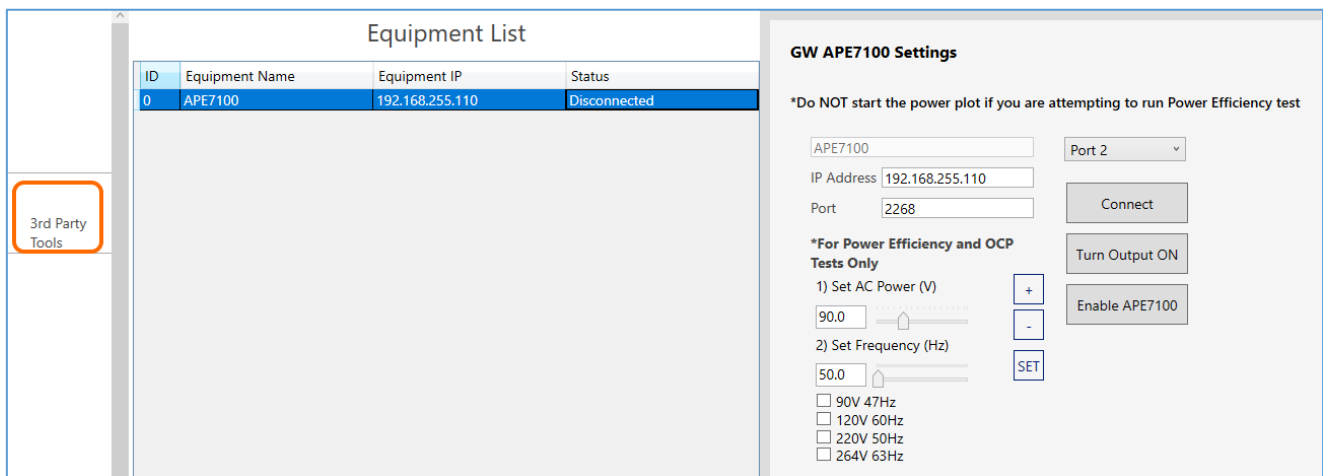 3rd Party
Tools
Equipment List
ID Equipment Name Equipment IP Status
0 APE7100 192.168.255.110 Disconnected
GW APE7100 Settings
*Do NOT start the power plot if you are attempting to run Power Efficiency test
APE7100 Port 2
IP Address 192.168.255.110
Connect
Port 2268
*For Power Efficiency and OCP
Tests Only
Turn Output ON
1) Set AC Power (V)
+
90.0
Enable APE7100
-
2) Set Frequency (Hz)
SET
50.0
90V 47Hz
120V 60Hz
220V 50Hz
264V 63Hz